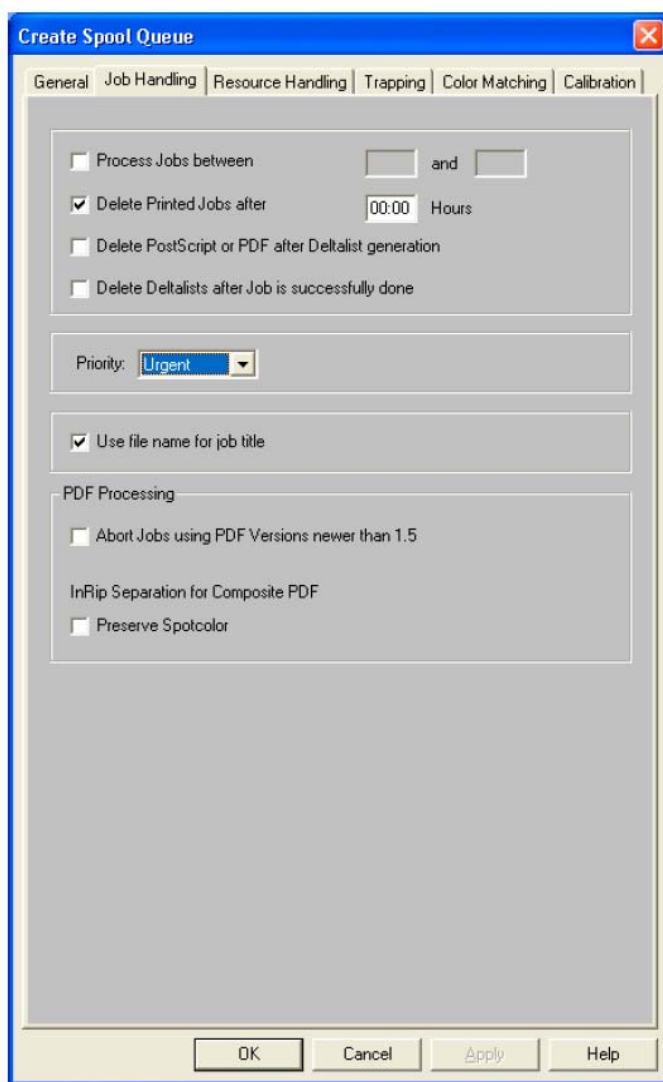 Create Spool Queue
General Job Handling Resource Handling Trapping Color Matching Calibration
Process Jobs between and
Delete Printed Jobs after 00:00 Hours
Delete PostScript or PDF after Deltalist generation
Delete Deltalists after Job is successfully done
Priority: Urgent
Use file name for job title
PDF Processing
Abort Jobs using PDF Versions newer than 1.5
InRip Separation for Composite PDF
Preserve Spotcolor
OK Cancel Apply Help